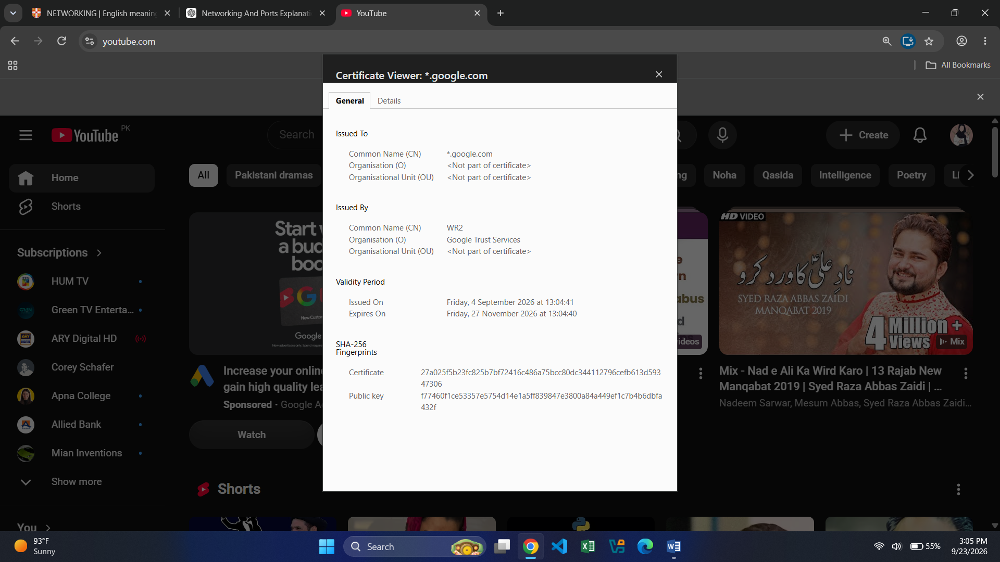 NETWORKING | English meaning
Networking And Ports Explanati
YouTube
youtube.com
All Bookmarks
Certificate Viewer: *.google.com
General
Details
Issued To
Common Name (CN) *.google.com
Organisation (O) <Not part of certificate>
Organisational Unit (OU) <Not part of certificate>
Issued By
Common Name (CN) WR2
Organisation (O) Google Trust Services
Organisational Unit (OU) <Not part of certificate>
Validity Period
Issued On Friday, 4 September 2026 at 13:04:41
Expires On Friday, 27 November 2026 at 13:04:40
SHA-256
Fingerprints
Certificate 27a025f5b23fc825b7bf72416c486a75bcc80dc344112796cefb613d593
47306
Public key f77460f1ce53357e5754d14e1a5ff839847e3800a84a449ef1c7b4b6dbfa
432f
YouTube PK
Search
Create
Home
Shorts
Subscriptions
HUM TV
Green TV Enterta...
ARY Digital HD
Corey Schafer
Apna College
Allied Bank
Mian Inventions
Show more
You
All
Pakistani dramas
ng
Noha
Qasida
Intelligence
Poetry
Li
Start
a bud
boo
New Custom
Google
Increase your online
gain high quality lea
Sponsored · Google Ad
Watch
Shorts
e
rn
abus
d
videos
HD VIDEO
نادِ علیؑ کا ورد کرو
SYED RAZA ABBAS ZAIDI
MANQABAT 2019
4 Million +
Views
Mix
Mix - Nad e Ali Ka Wird Karo | 13 Rajab New
Manqabat 2019 | Syed Raza Abbas Zaidi | ...
Nadeem Sarwar, Mesum Abbas, Syed Raza Abbas Zaidi...
93°F
Sunny
Search
55%
3:05 PM
9/23/2026